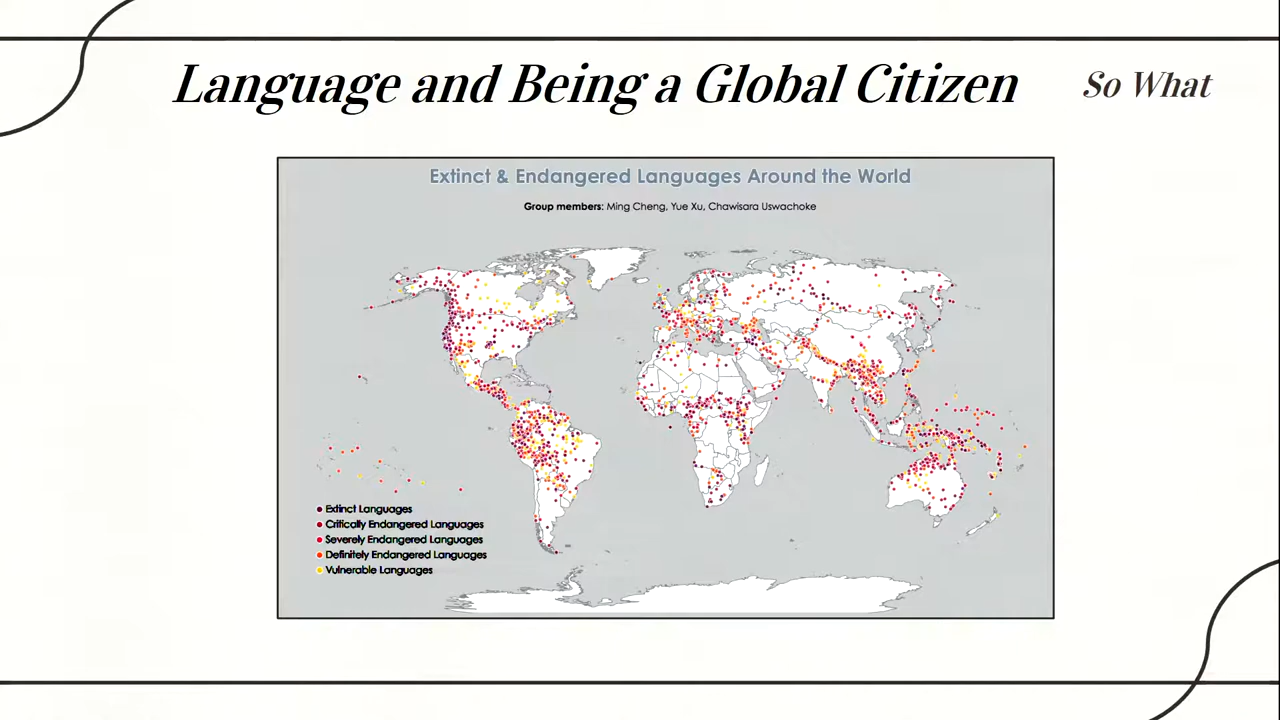 Language and Being a Global Citizen
So What
Extinct & Endangered Languages Around the World
Group members: Ming Cheng, Yue Xu, Chawisara Uswachoke
Extinct Languages
Critically Endangered Languages
Severely Endangered Languages
Definitely Endangered Languages
Vulnerable Languages